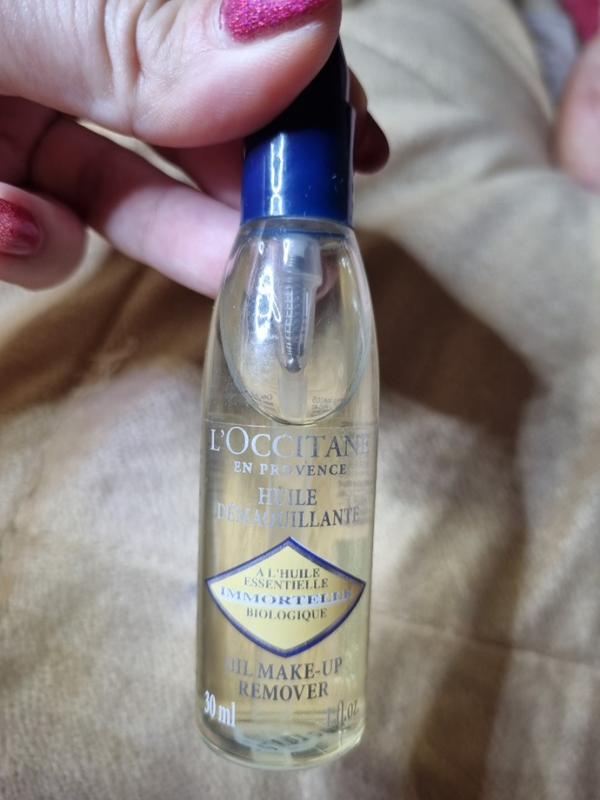 L'OCCITANE
EN PROVENCE
HUILE
DÉMAQUILLANTE
À L'HUILE
ESSENTIELLE
IMMORTELLE
BIOLOGIQUE
OIL MAKE-UP
REMOVER
30 ml
1 fl.oz